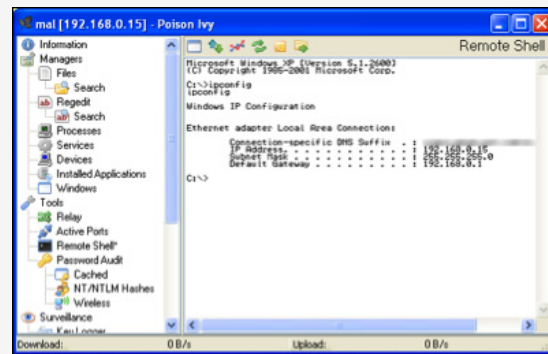 mal [192.168.0.15] - Poison Ivy
Information
Managers
Files
Search
Regedit
Search
Processes
Services
Devices
Installed Applications
Windows
Tools
Relay
Active Ports
Remote Shell*
Password Audit
Cached
NT/NTLM Hashes
Wireless
Surveillance
Key Logger
Remote Shell
Microsoft Windows XP [Version 5.1.2600]
(C) Copyright 1985-2001 Microsoft Corp.
C:\>ipconfig
ipconfig
Windows IP Configuration
Ethernet adapter Local Area Connection:
Connection-specific DNS Suffix . :
IP Address. . . . . . . . . . . . : 192.168.0.15
Subnet Mask . . . . . . . . . . . : 255.255.255.0
Default Gateway . . . . . . . . . : 192.168.0.1
C:\>
Download: 0 B/s Upload: 0 B/s